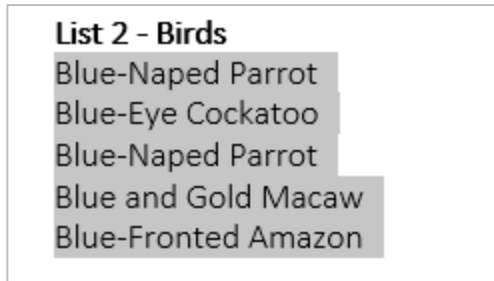 List 2 - Birds
Blue-Naped Parrot
Blue-Eye Cockatoo
Blue-Naped Parrot
Blue and Gold Macaw
Blue-Fronted Amazon